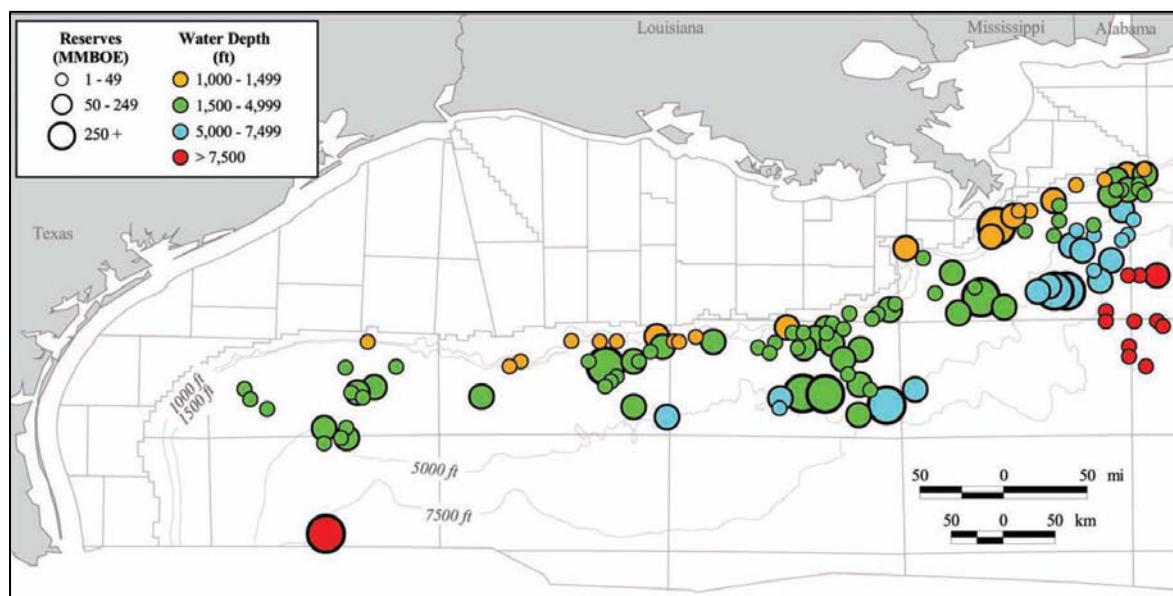 Louisiana
Mississippi
Alabama
Reserves
(MMBOE)
1 - 49
50 - 249
250 +
Water Depth
(ft)
1,000 - 1,499
1,500 - 4,999
5,000 - 7,499
> 7,500
Texas
1000 ft
1500 ft
5000 ft
7500 ft
50 0 50 mi
50 0 50 km